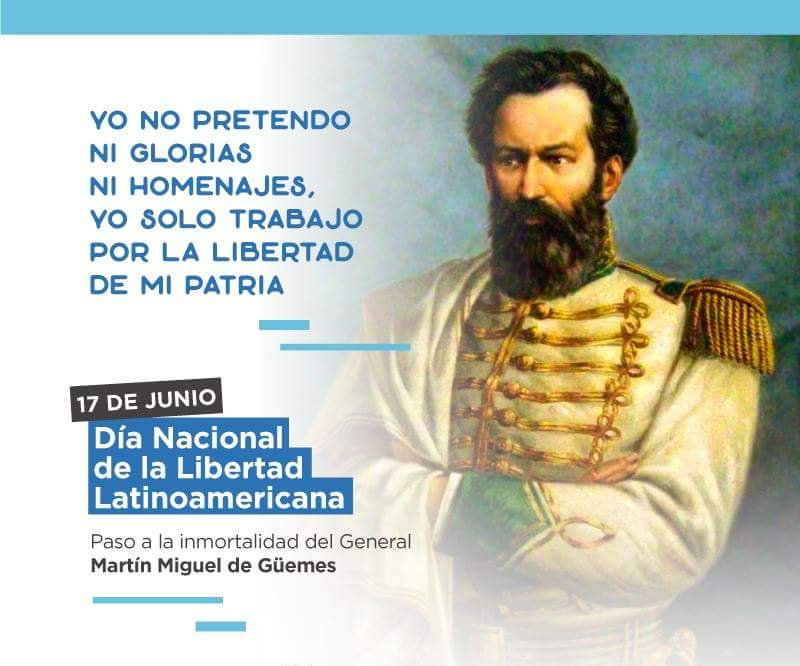 YO NO PRETENDO
NI GLORIAS
NI HOMENAJES,
YO SOLO TRABAJO
POR LA LIBERTAD
DE MI PATRIA
17 DE JUNIO
Día Nacional
de la Libertad
Latinoamericana
Paso a la inmortalidad del General
Martín Miguel de Güemes